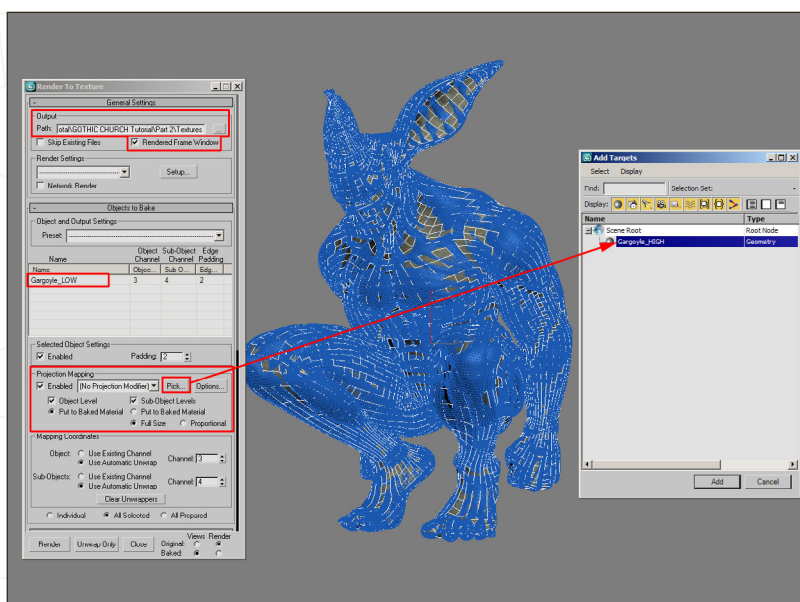 Render To Texture
General Settings
Output
Path: otal\GOTHIC CHURCH Tutorial\Part 2\Textures ...
Skip Existing Files Rendered Frame Window
Render Settings
Setup...
Network Render
Objects to Bake
Object and Output Settings
Preset:
Name Object Channel Sub-Object Channel Edge Padding
Name Objec... Sub O... Edg...
Gargoyle_LOW 3 4 2
Selected Object Settings
Enabled Padding: 2
Projection Mapping
Enabled (No Projection Modifier) Pick... Options...
Object Level Sub-Object Levels
Put to Baked Material Put to Baked Material
Full Size Proportional
Mapping Coordinates
Object: Use Existing Channel
Use Automatic Unwrap Channel: 3
Sub-Objects: Use Existing Channel
Use Automatic Unwrap Channel: 4
Clear Unwrappers
Individual All Selected All Prepared
Views Render
Render Unwrap Only Close Original:
Baked:
Add Targets
Select Display
Find: Selection Set:
Display:
Name Type
Scene Root Root Node
Gargoyle_HIGH Geometry
Add Cancel